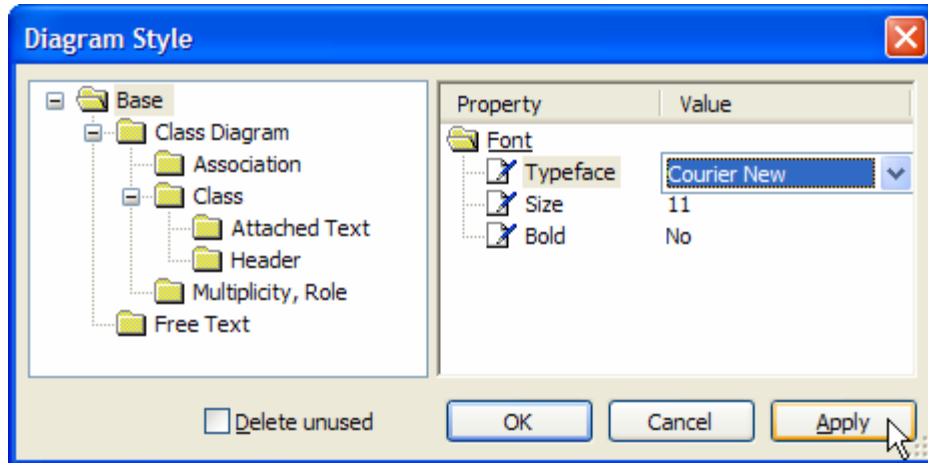 Diagram Style
Base
Class Diagram
Association
Class
Attached Text
Header
Multiplicity, Role
Free Text
Property Value
Font
Typeface Courier New
Size 11
Bold No
Delete unused OK Cancel Apply